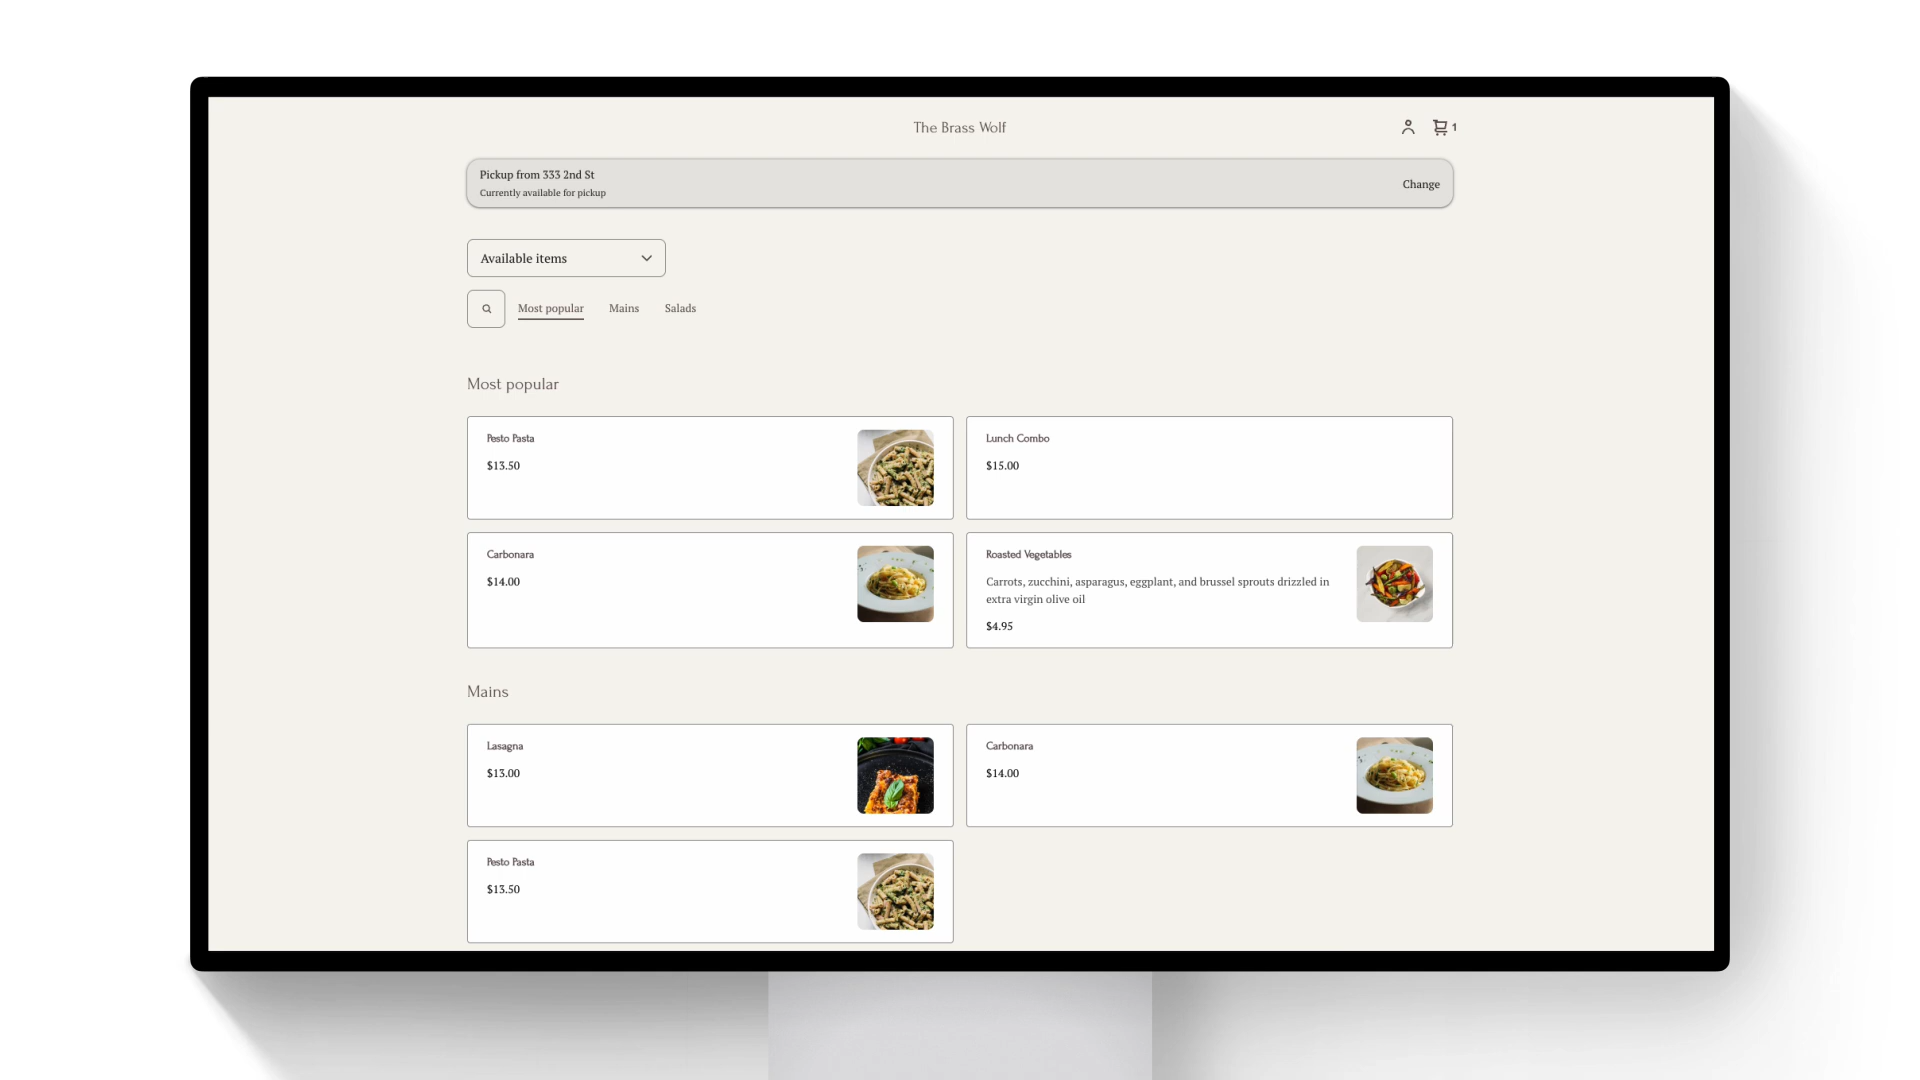 The Brass Wolf
1
Pickup from 333 2nd St
Currently available for pickup
Change
Available items
Most popular
Mains
Salads
Most popular
Pesto Pasta
$13.50
Lunch Combo
$15.00
Carbonara
$14.00
Roasted Vegetables
Carrots, zucchini, asparagus, eggplant, and brussel sprouts drizzled in
extra virgin olive oil
$4.95
Mains
Lasagna
$13.00
Carbonara
$14.00
Pesto Pasta
$13.50